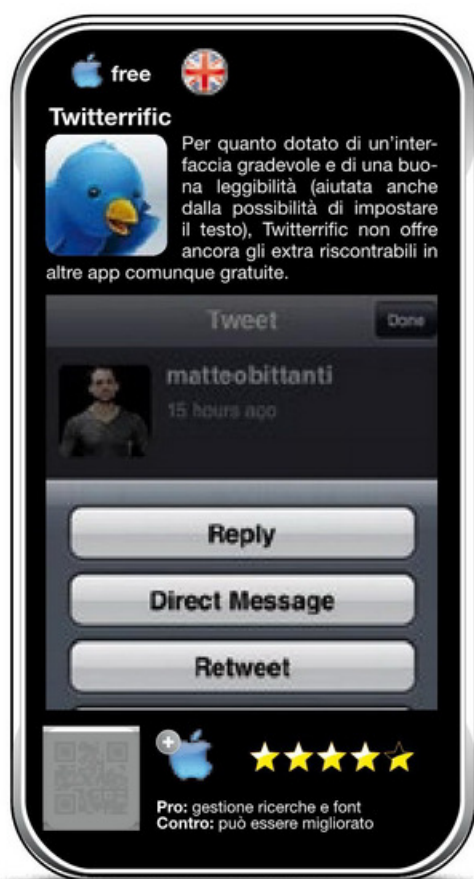 free
Twitterrific
Per quanto dotato di un'inter-
faccia gradevole e di una buo-
na leggibilità (aiutata anche
dalla possibilità di impostare
il testo), Twitterrific non offre
ancora gli extra riscontrabili in
altre app comunque gratuite.
Tweet
Done
matteobittanti
15 hours ago
Reply
Direct Message
Retweet
Pro: gestione ricerche e font
Contro: può essere migliorato